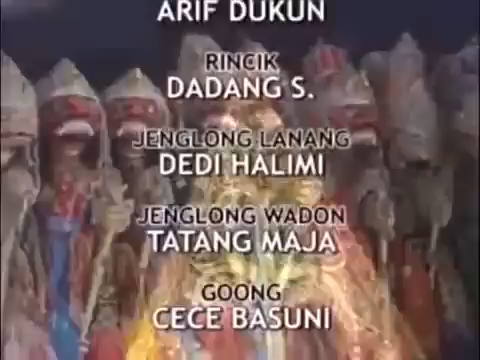 ARIF DUKUN
RINCIK
DADANG S.
JENGLONG LANANG
DEDI HALIMI
JENGLONG WADON
TATANG MAJA
GOONG
CECE BASUNI